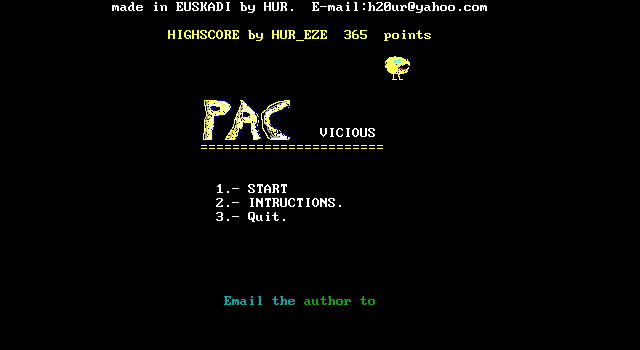 made in EUSKADI by HUR. E-mail:h20ur@yahoo.com
HIGHSCORE by HUR_EZE 365 points
PAC VICIOUS
=======================
1.- START
2.- INTRUCTIONS.
3.- Quit.
Email the author to